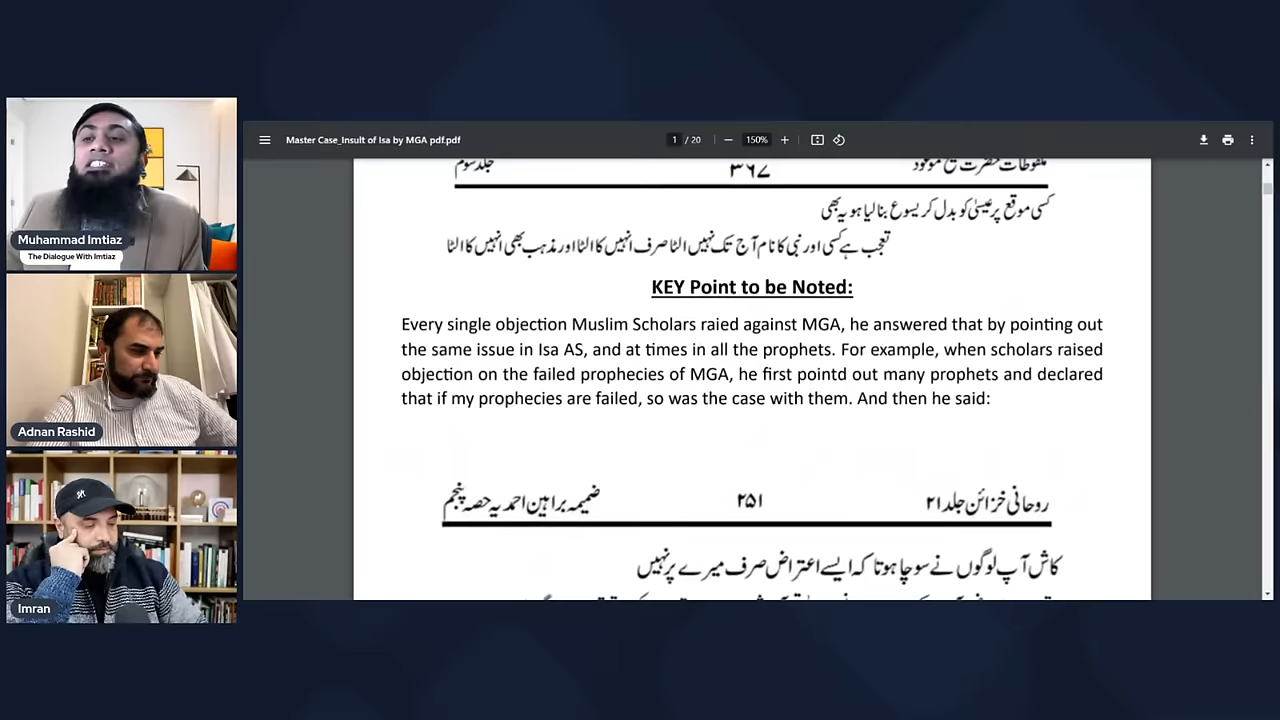 Muhammad Imtiaz
The Dialogue With Imtiaz
Adnan Rashid
Imran
Master Case_Insult of Isa by MGA pdf.pdf
1 / 20
150%
ملفوظات حضرت مسیح موعود ۳۶۷ جلد سوم
کسی موقع پر عیسیٰ کو بدل کر یسوع بنالیا ہو یہ بھی
تعجب ہے کسی اور نبی کا نام آج تک نہیں الٹا صرف انہیں کا الٹا اور مذہب بھی انہیں کا الٹا
KEY Point to be Noted:
Every single objection Muslim Scholars raied against MGA, he answered that by pointing out
the same issue in Isa AS, and at times in all the prophets. For example, when scholars raised
objection on the failed prophecies of MGA, he first pointd out many prophets and declared
that if my prophecies are failed, so was the case with them. And then he said:
روحانی خزائن جلد ۲۱ ۲۵۱ ضمیمہ براہین احمدیہ حصہ پنجم
کاش آپ لوگوں نے سوچا ہوتا کہ ایسے اعتراض صرف میرے پر نہیں